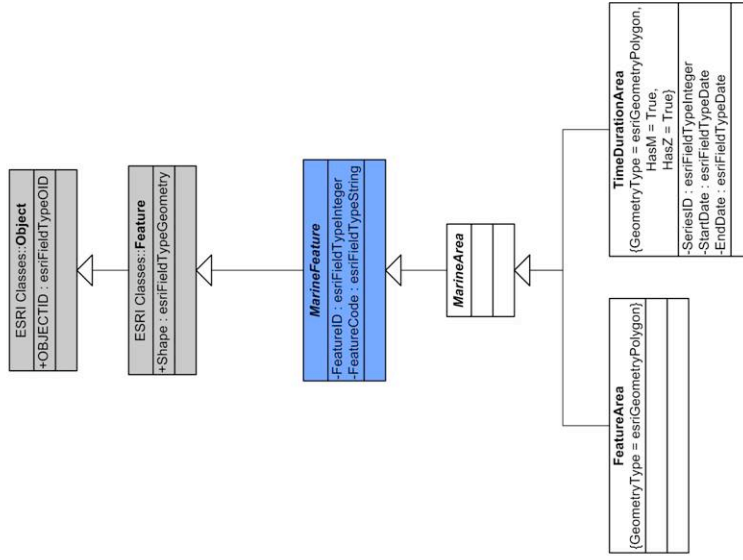 ESRI Classes::Object
+OBJECTID : esriFieldTypeOID
ESRI Classes::Feature
+Shape : esriFieldTypeGeometry
MarineFeature
-FeatureID : esriFieldTypeInteger
-FeatureCode : esriFieldTypeString
MarineArea
FeatureArea
{GeometryType = esriGeometryPolygon}
TimeDurationArea
{GeometryType = esriGeometryPolygon,
HasM = True,
HasZ = True}
-SeriesID : esriFieldTypeInteger
-StartDate : esriFieldTypeDate
-EndDate : esriFieldTypeDate